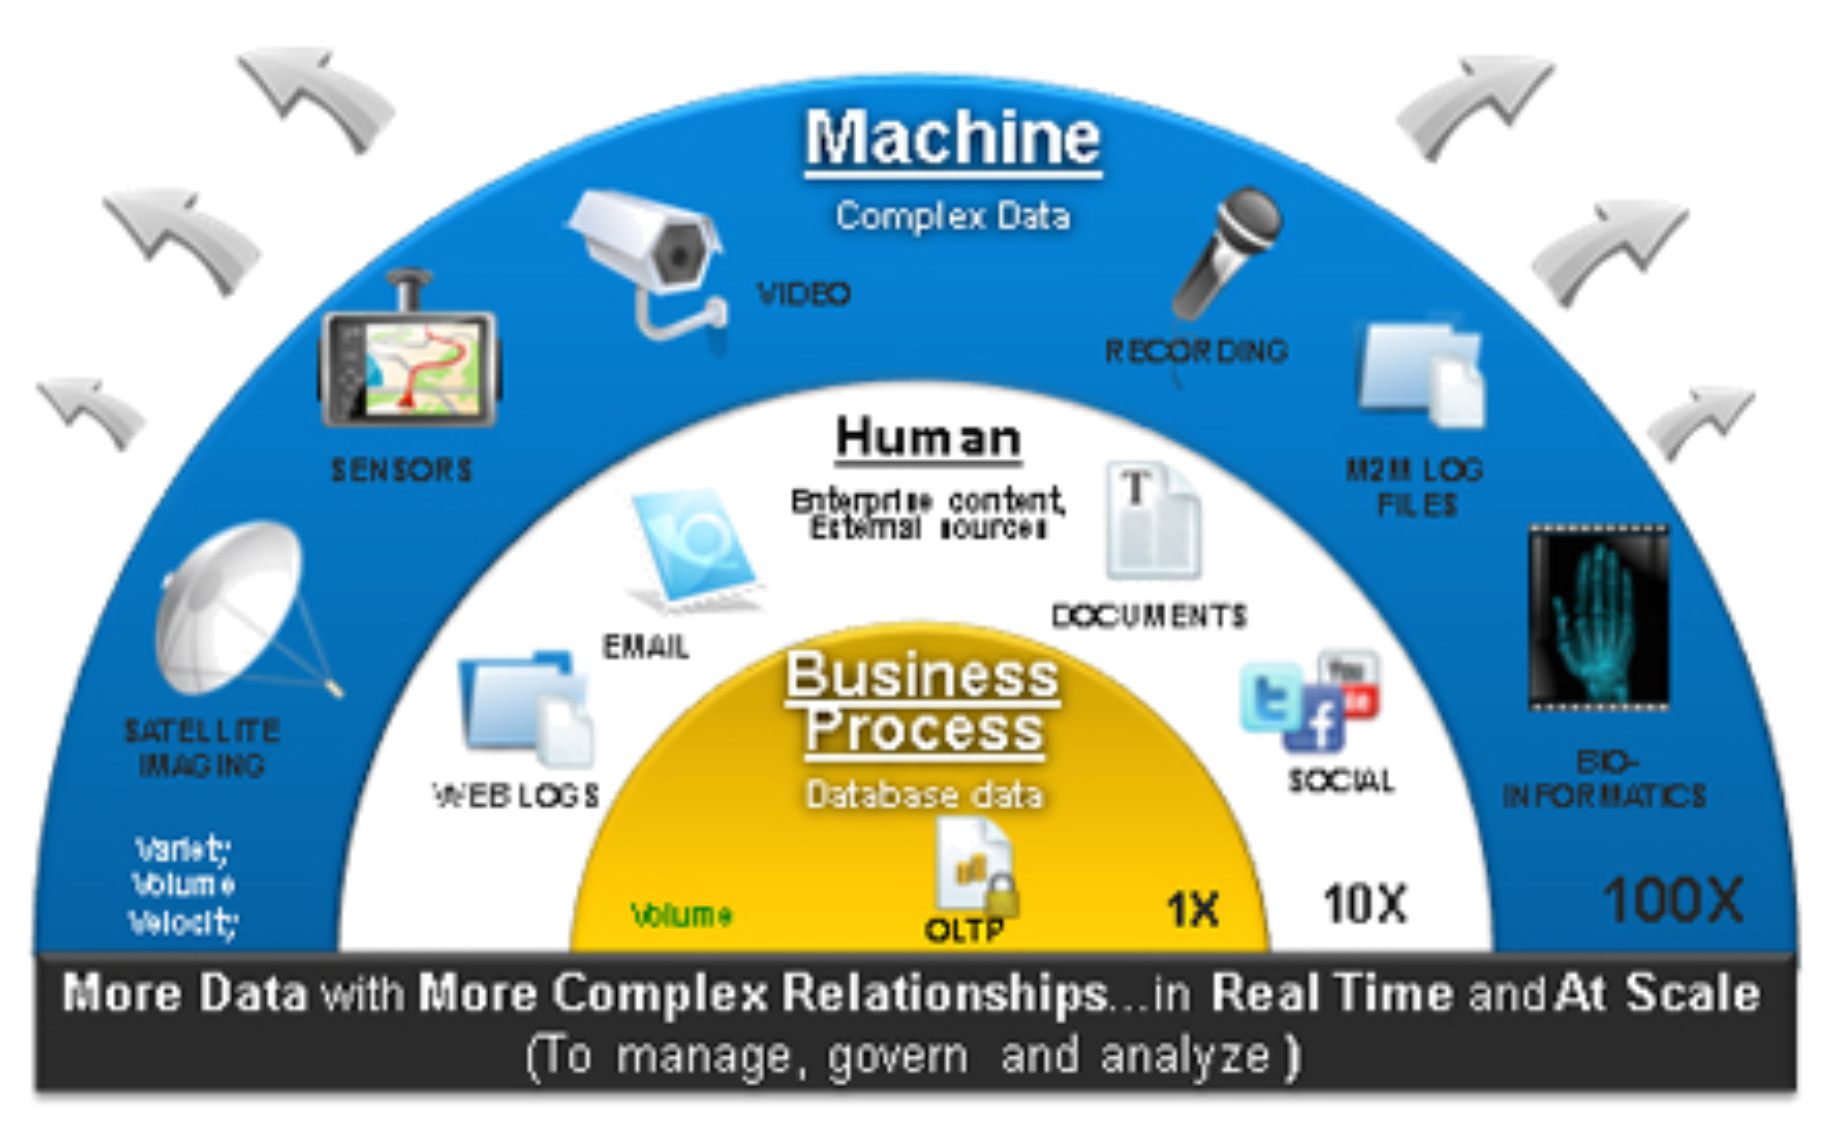 Machine
Complex Data
VIDEO
RECORDING
SENSORS
M2M LOG
FILES
SATELLITE
IMAGING
BIO-
INFORMATICS
Variety
Volume
Velocity
100X
Human
Enterprise content,
External sources
EMAIL
T
DOCUMENTS
WEB LOGS
You
t
f
SOCIAL
10X
Business
Process
Database data
OLTP
Volume
1X
More Data with More Complex Relationships...in Real Time and At Scale
(To manage, govern and analyze )